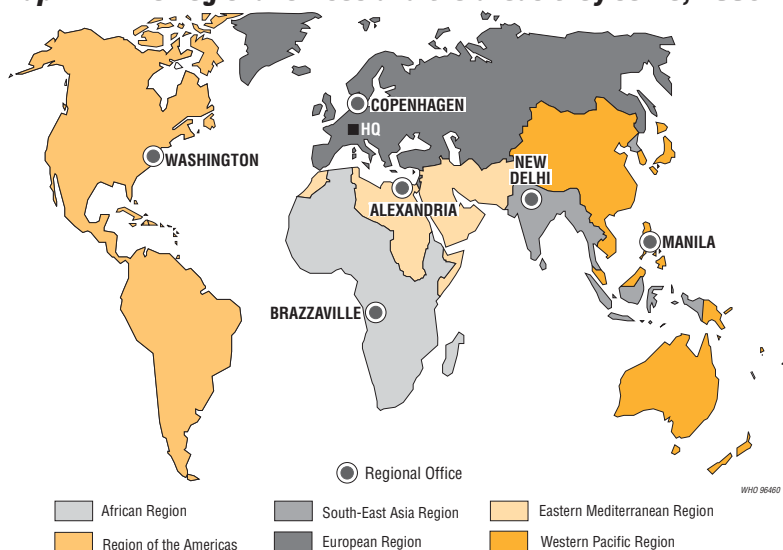 COPENHAGEN
HQ
WASHINGTON
NEW
DELHI
ALEXANDRIA
MANILA
BRAZZAVILLE
Regional Office
WHO 96460
African Region
South-East Asia Region
Eastern Mediterranean Region
Region of the Americas
European Region
Western Pacific Region